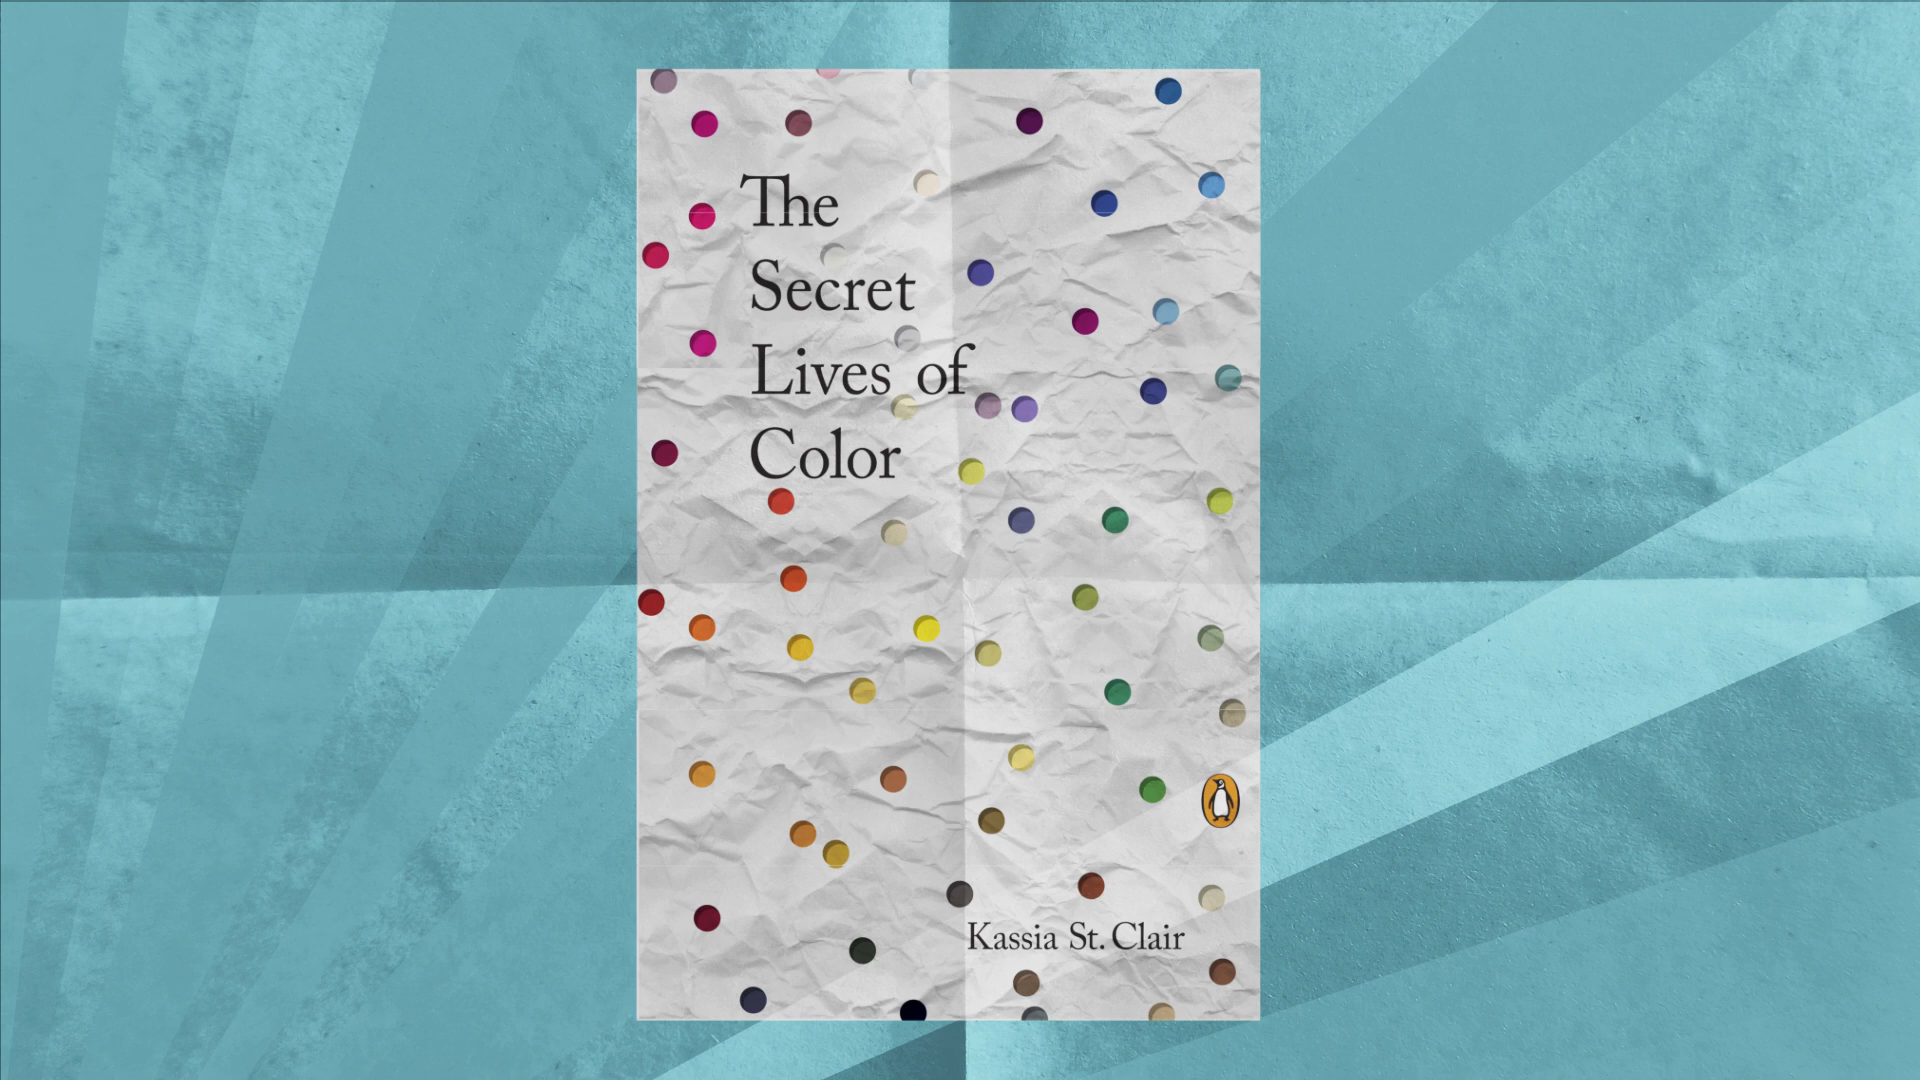 The
Secret
Lives of
Color
Kassia St. Clair